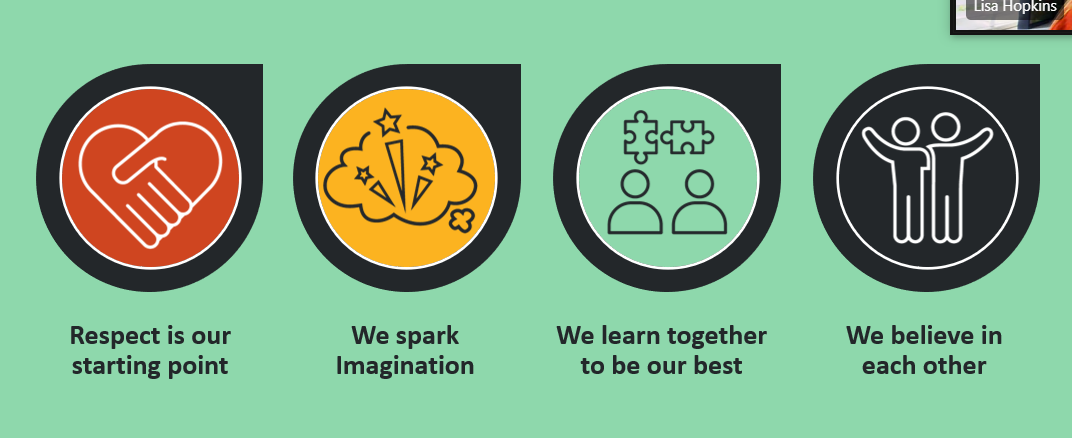 Lisa Hopkins
Respect is our
starting point
We spark
Imagination
We learn together
to be our best
We believe in
each other